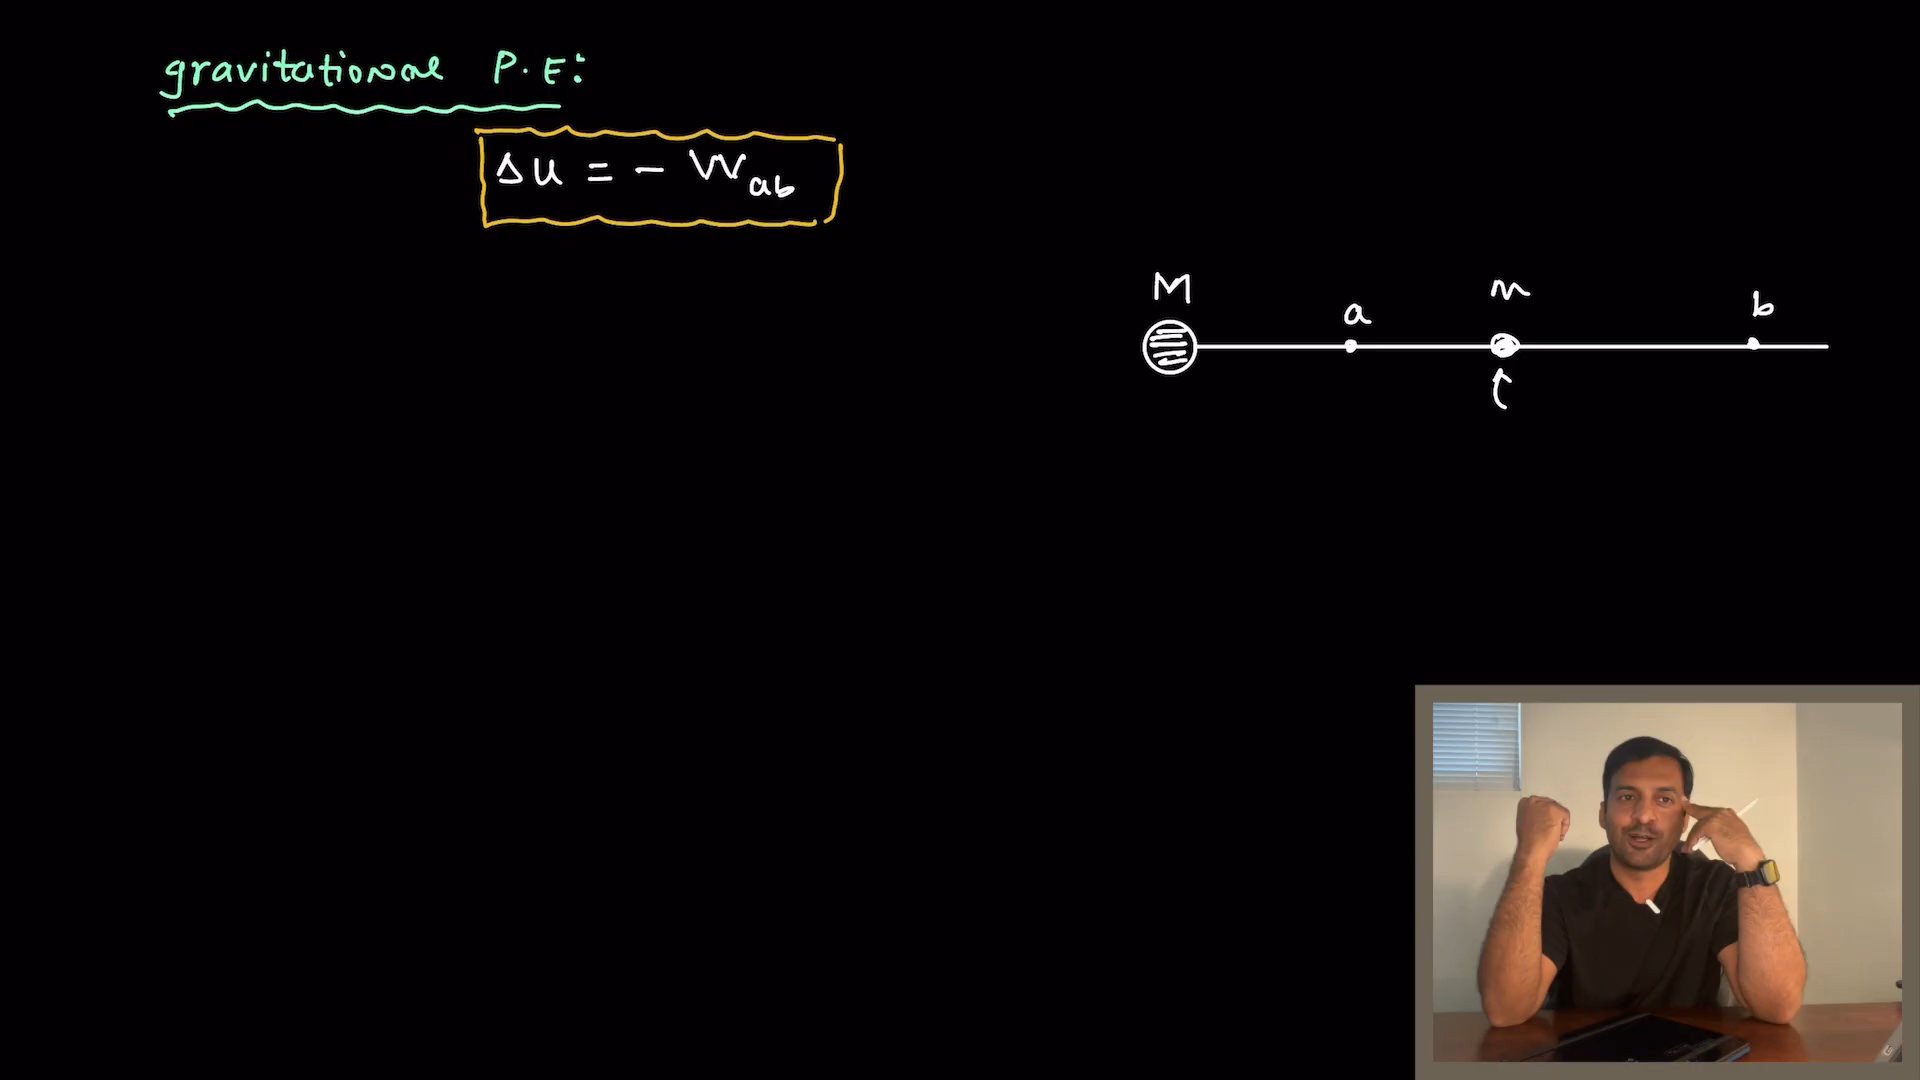 gravitational P.E:
ΔU = - W_ab
M a m b